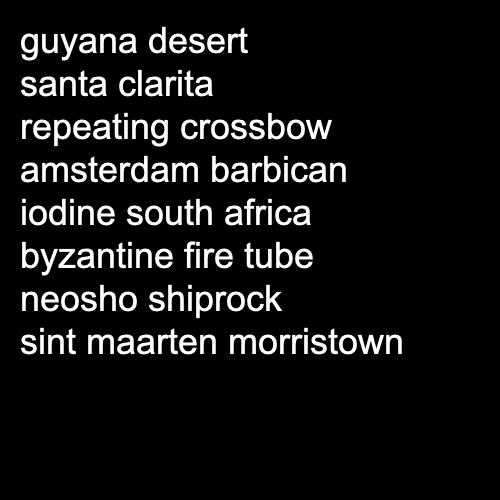 guyana desert
santa clarita
repeating crossbow
amsterdam barbican
iodine south africa
byzantine fire tube
neosho shiprock
sint maarten morristown